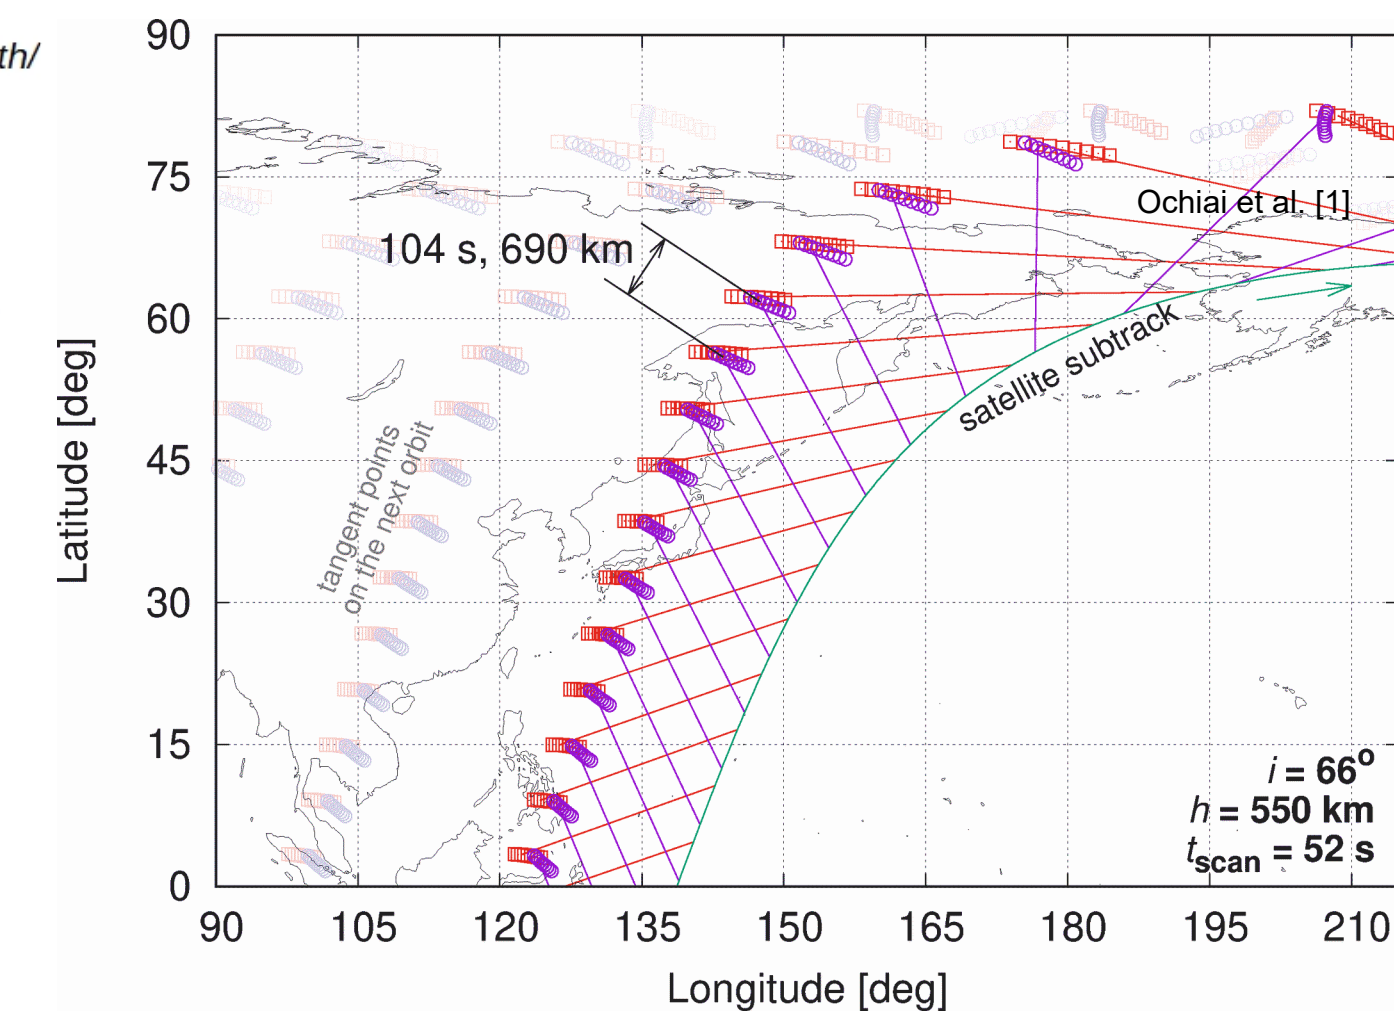 th/
90
75
60
45
30
15
0
Latitude [deg]
104 s, 690 km
Ochiai et al. [1]
satellite subtrack
tangent points
on the next orbit
i = 66°
h = 550 km
tscan = 52 s
90 105 120 135 150 165 180 195 210
Longitude [deg]